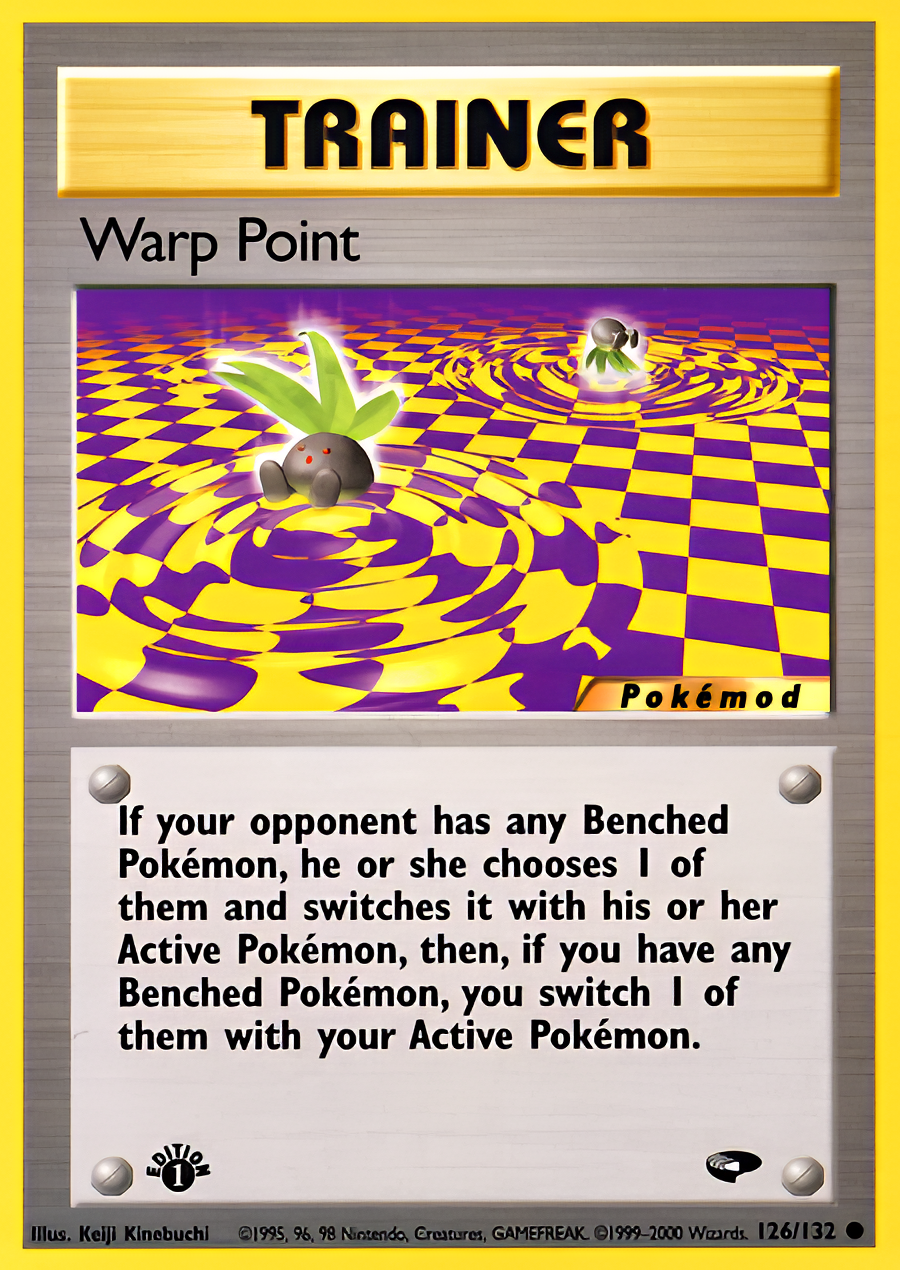 TRAINER
Warp Point
Pokémod
If your opponent has any Benched
Pokémon, he or she chooses 1 of
them and switches it with his or her
Active Pokémon, then, if you have any
Benched Pokémon, you switch 1 of
them with your Active Pokémon.
EDITION
1
Illus. Keiji Kinebuchi ©1995, 96, 98 Nintendo, Creatures, GAMEFREAK. ©1999–2000 Wizards. 126/132 ●